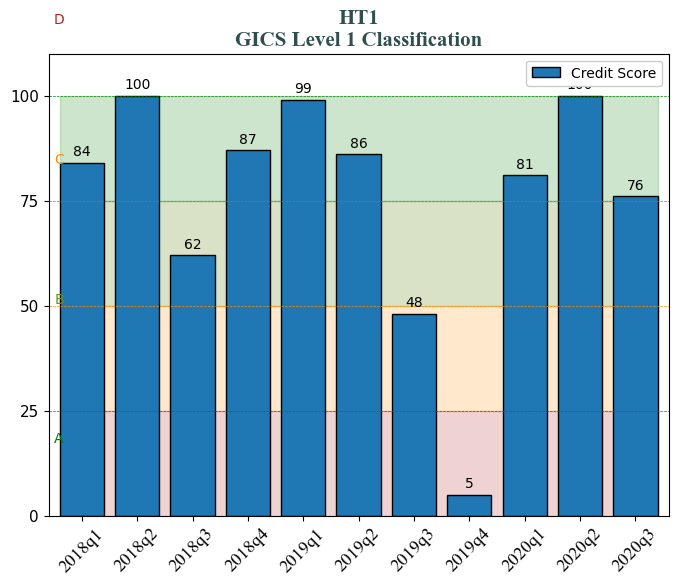 D
HT1
GICS Level 1 Classification
Credit Score
100
75
50
25
0
84
100
62
87
99
86
48
5
81
100
76
C
B
A
2018q1
2018q2
2018q3
2018q4
2019q1
2019q2
2019q3
2019q4
2020q1
2020q2
2020q3